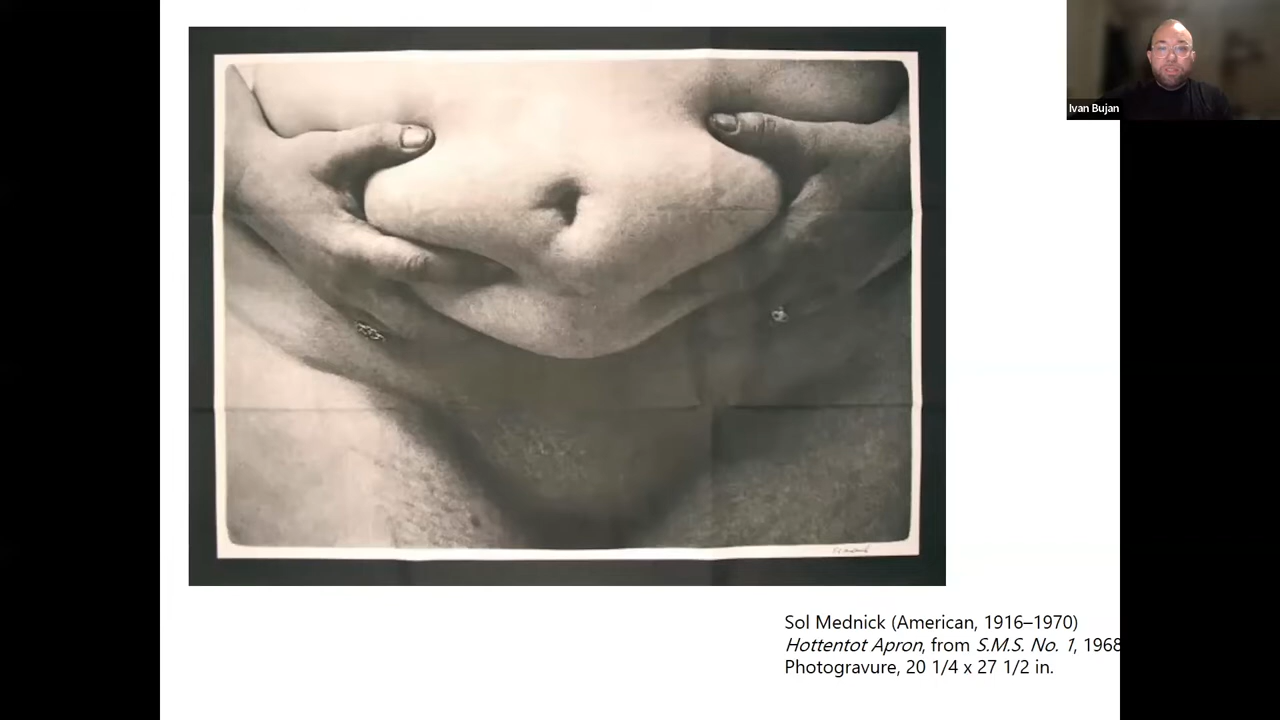 Ivan Bujan
Sol Mednick (American, 1916–1970)
Hottentot Apron, from S.M.S. No. 1, 1968
Photogravure, 20 1/4 x 27 1/2 in.